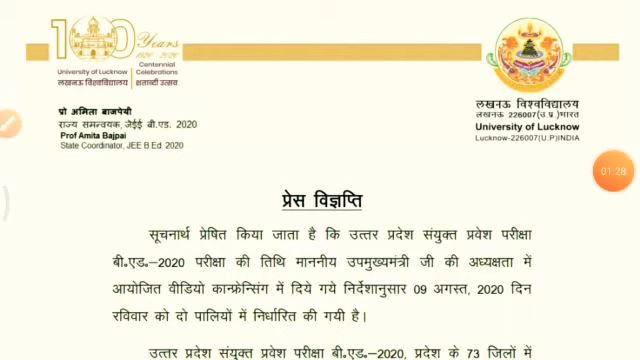 100 Years
1920-2020
University of Lucknow
Centennial Celebrations
लखनऊ विश्वविद्यालय
शताब्दी उत्सव
लखनऊ विश्वविद्यालय
लखनऊ 226007(उ.प्र.)भारत
University of Lucknow
Lucknow-226007(U.P)INDIA
प्रो अमिता बाजपेयी
राज्य समन्वयक, जेईई बी.एड. 2020
Prof Amita Bajpai
State Coordinator, JEE B Ed. 2020
01:28
प्रेस विज्ञप्ति
सूचनार्थ प्रेषित किया जाता है कि उत्तर प्रदेश संयुक्त प्रवेश परीक्षा
बी०एड०–2020 परीक्षा की तिथि माननीय उपमुख्यमंत्री जी की अध्यक्षता में
आयोजित वीडियो कान्फ्रेन्सिंग में दिये गये निर्देशानुसार 09 अगस्त, 2020 दिन
रविवार को दो पालियों में निर्धारित की गयी है।
उत्तर प्रदेश संयुक्त प्रवेश परीक्षा बी०एड०–2020, प्रदेश के 73 जिलों में